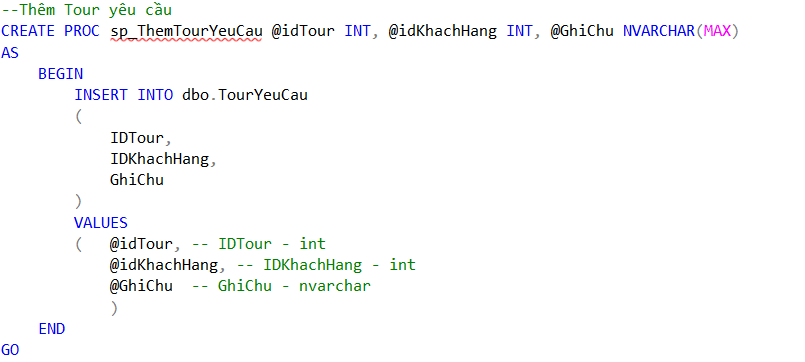 --Thêm Tour yêu cầu
CREATE PROC sp_ThemTourYeuCau @idTour INT, @idKhachHang INT, @GhiChu NVARCHAR(MAX)
AS
BEGIN
INSERT INTO dbo.TourYeuCau
(
IDTour,
IDKhachHang,
GhiChu
)
VALUES
( @idTour, -- IDTour - int
@idKhachHang, -- IDKhachHang - int
@GhiChu -- GhiChu - nvarchar
)
END
GO